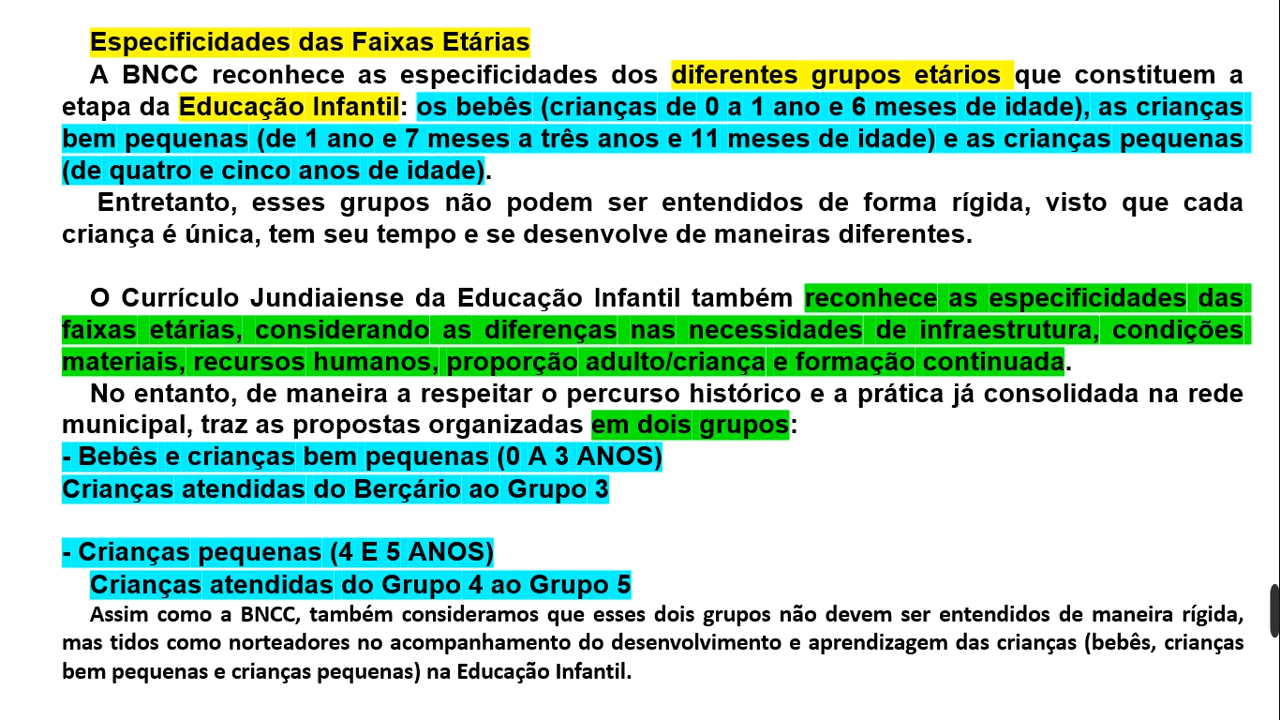 Especificidades das Faixas Etárias
A BNCC reconhece as especificidades dos diferentes grupos etários que constituem a
etapa da Educação Infantil: os bebês (crianças de 0 a 1 ano e 6 meses de idade), as crianças
bem pequenas (de 1 ano e 7 meses a três anos e 11 meses de idade) e as crianças pequenas
(de quatro e cinco anos de idade).
Entretanto, esses grupos não podem ser entendidos de forma rígida, visto que cada
criança é única, tem seu tempo e se desenvolve de maneiras diferentes.
O Currículo Jundiaiense da Educação Infantil também reconhece as especificidades das
faixas etárias, considerando as diferenças nas necessidades de infraestrutura, condições
materiais, recursos humanos, proporção adulto/criança e formação continuada.
No entanto, de maneira a respeitar o percurso histórico e a prática já consolidada na rede
municipal, traz as propostas organizadas em dois grupos:
- Bebês e crianças bem pequenas (0 A 3 ANOS)
Crianças atendidas do Berçário ao Grupo 3
- Crianças pequenas (4 E 5 ANOS)
Crianças atendidas do Grupo 4 ao Grupo 5
Assim como a BNCC, também consideramos que esses dois grupos não devem ser entendidos de maneira rígida,
mas tidos como norteadores no acompanhamento do desenvolvimento e aprendizagem das crianças (bebês, crianças
bem pequenas e crianças pequenas) na Educação Infantil.